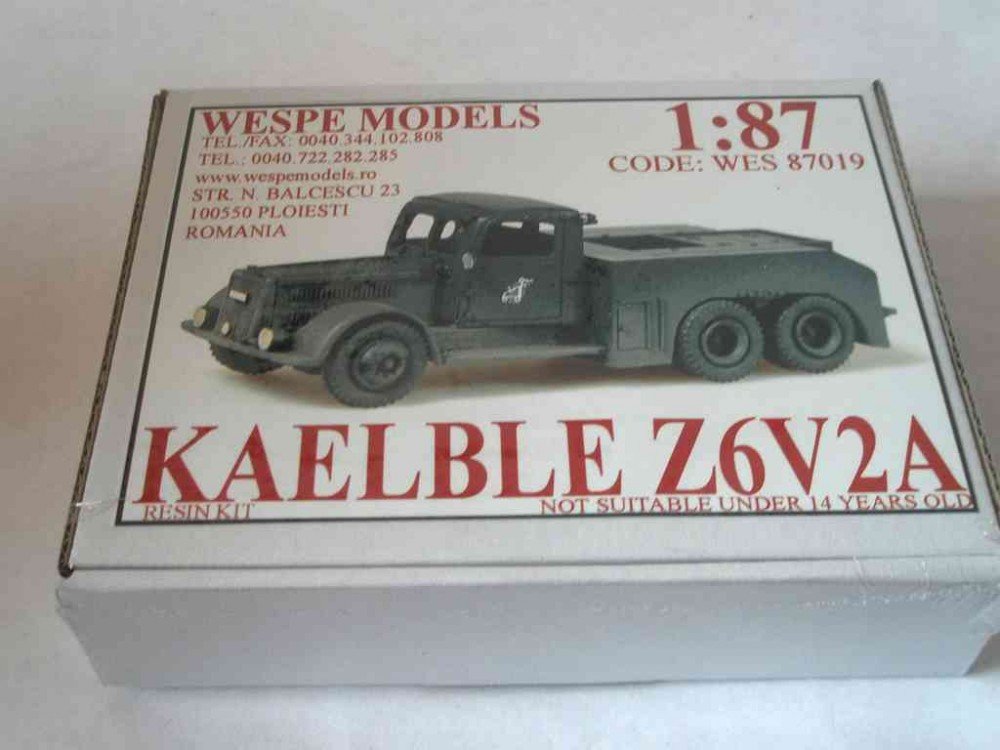 WESPE MODELS
TEL./FAX: 0040.344.102.808
TEL.: 0040.722.282.285
www.wespemodels.ro
STR. N. BALCESCU 23
100550 PLOIESTI
ROMANIA
1:87
CODE: WES 87019
KAELBLE Z6V2A
RESIN KIT
NOT SUITABLE UNDER 14 YEARS OLD